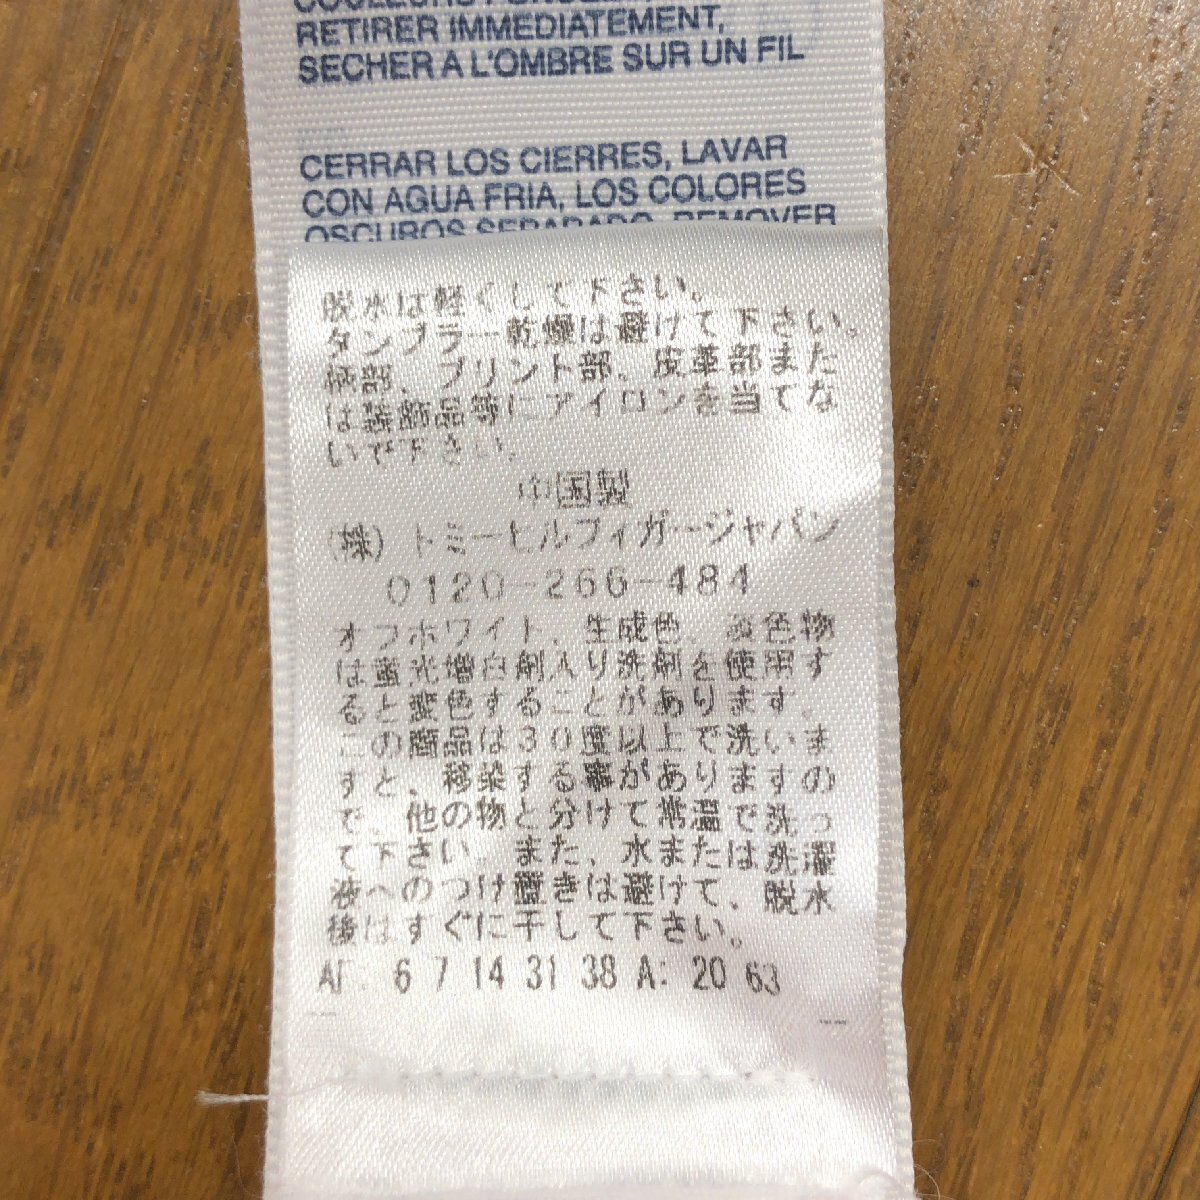 RETIRER IMMEDIATEMENT,
SECHER A L'OMBRE SUR UN FIL
CERRAR LOS CIERRES, LAVAR
CON AGUA FRIA, LOS COLORES
OSCUROS SEPARADO, REMOVER
脱水は軽くして下さい。
タンブラー乾燥は避けて下さい。
柄部、プリント部、皮革部また
は装飾品等にアイロンを当てな
いで下さい。
中国製
(株)トミーヒルフィガージャパン
0120-266-484
オフホワイト、生成色、淡色物
は蛍光増白剤入り洗剤を使用す
ると変色することがあります。
この商品は30度以上で洗いま
すと、移染する事がありますの
で、他の物と分けて常温で洗っ
て下さい。また、水または洗濯
液へのつけ置きは避けて、脱水
後はすぐに干して下さい。
6 7 14 31 38 A: 20 63